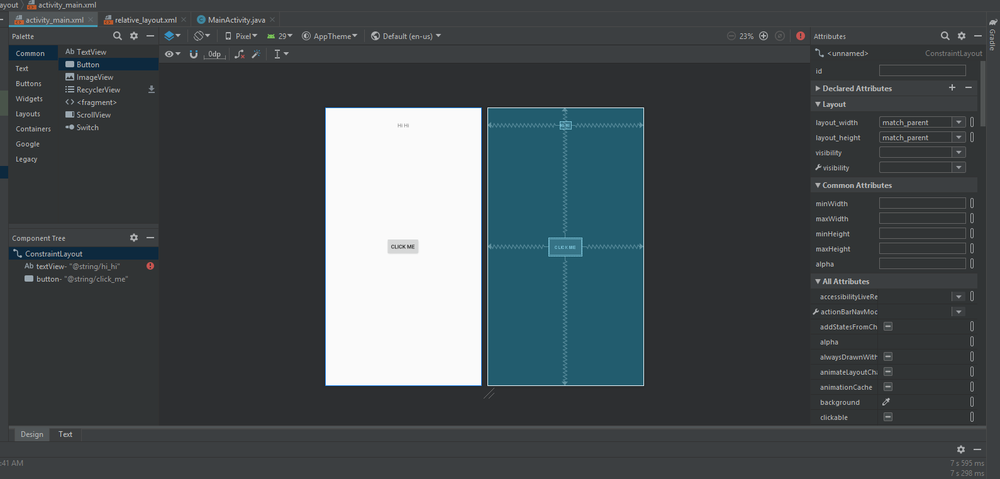 ayout
activity_main.xml
activity_main.xml
relative_layout.xml
MainActivity.java
Palette
Pixel
29
AppTheme
Default (en-us)
23%
Attributes
Gradle
Common
Text
Buttons
Widgets
Layouts
Containers
Google
Legacy
Ab TextView
Button
ImageView
RecyclerView
<fragment>
ScrollView
Switch
0dp
<unnamed>
ConstraintLayout
id
Declared Attributes
Layout
layout_width match_parent
layout_height match_parent
visibility
visibility
Common Attributes
minWidth
maxWidth
minHeight
maxHeight
alpha
All Attributes
accessibilityLiveRe
actionBarNavMod
addStatesFromCh
alpha
alwaysDrawnWith
animateLayoutCha
animationCache
background
clickable
Hi Hi
CLICK ME
Hi Hi
CLICK ME
Component Tree
ConstraintLayout
Ab textView- "@string/hi_hi"
button- "@string/click_me"
Design
Text
:41 AM
7 s 595 ms
7 s 298 ms